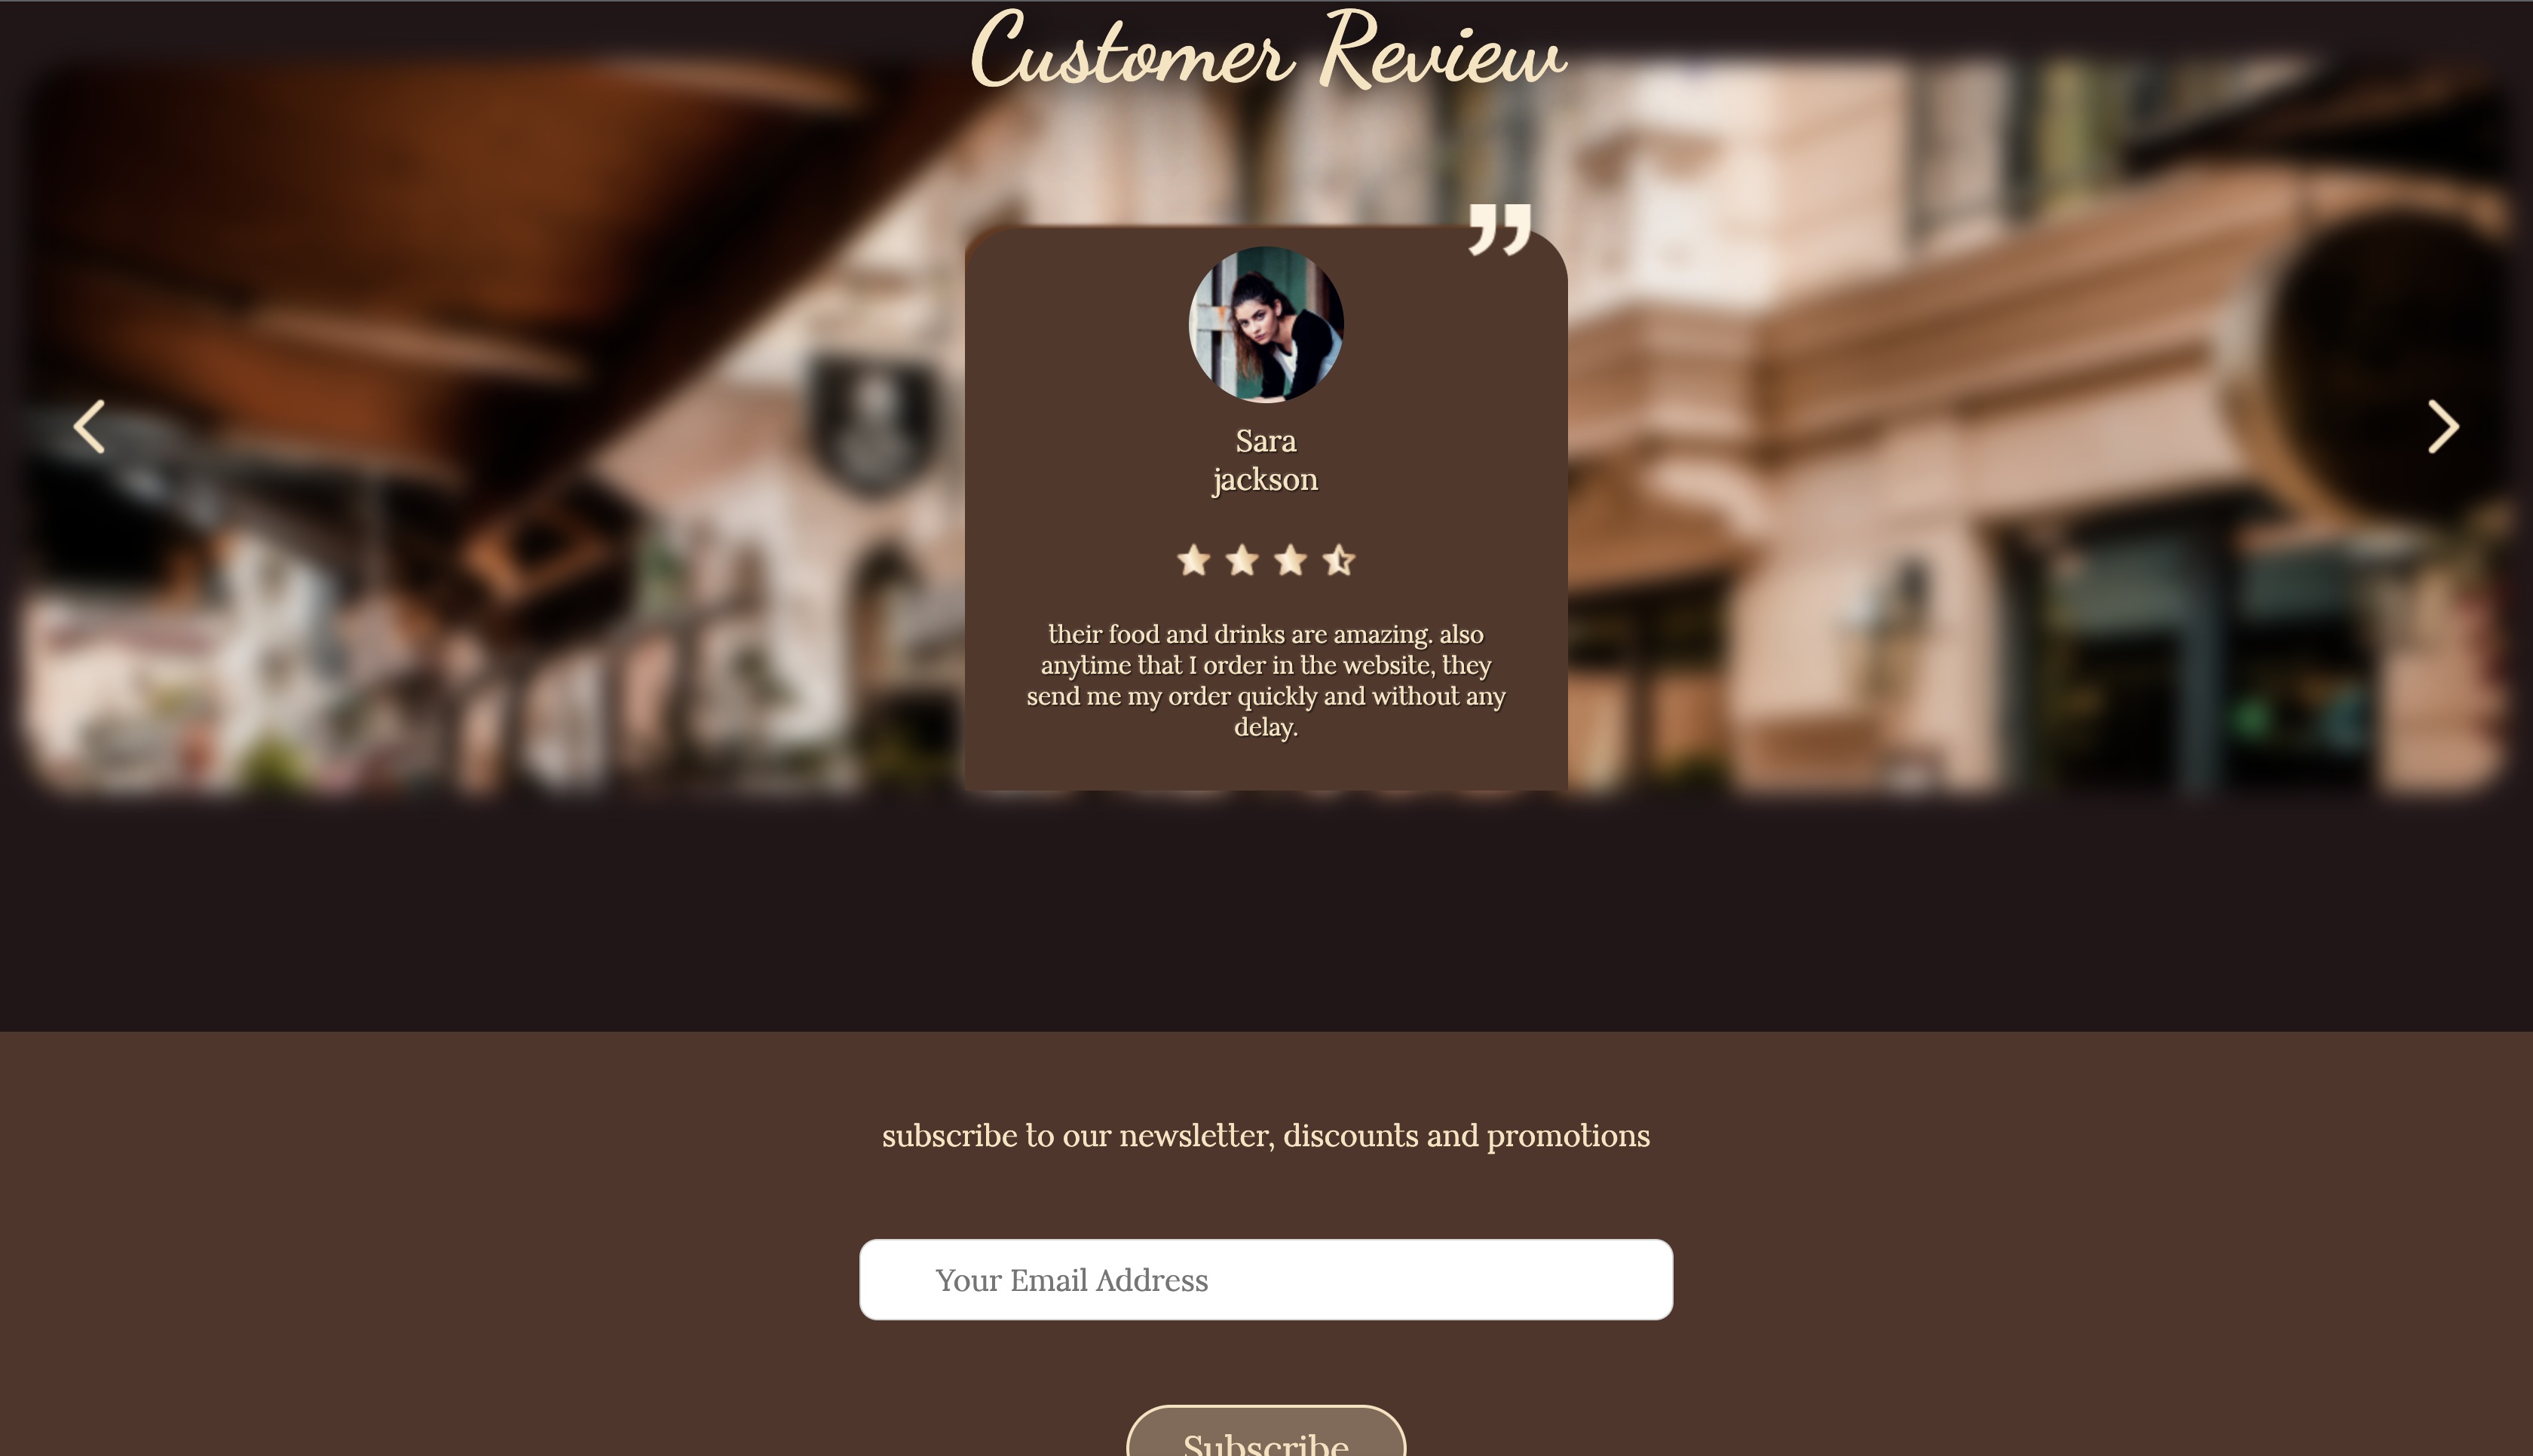 Customer Review
”
Sara
jackson
their food and drinks are amazing. also
anytime that I order in the website, they
send me my order quickly and without any
delay.
subscribe to our newsletter, discounts and promotions
Your Email Address
Subscribe